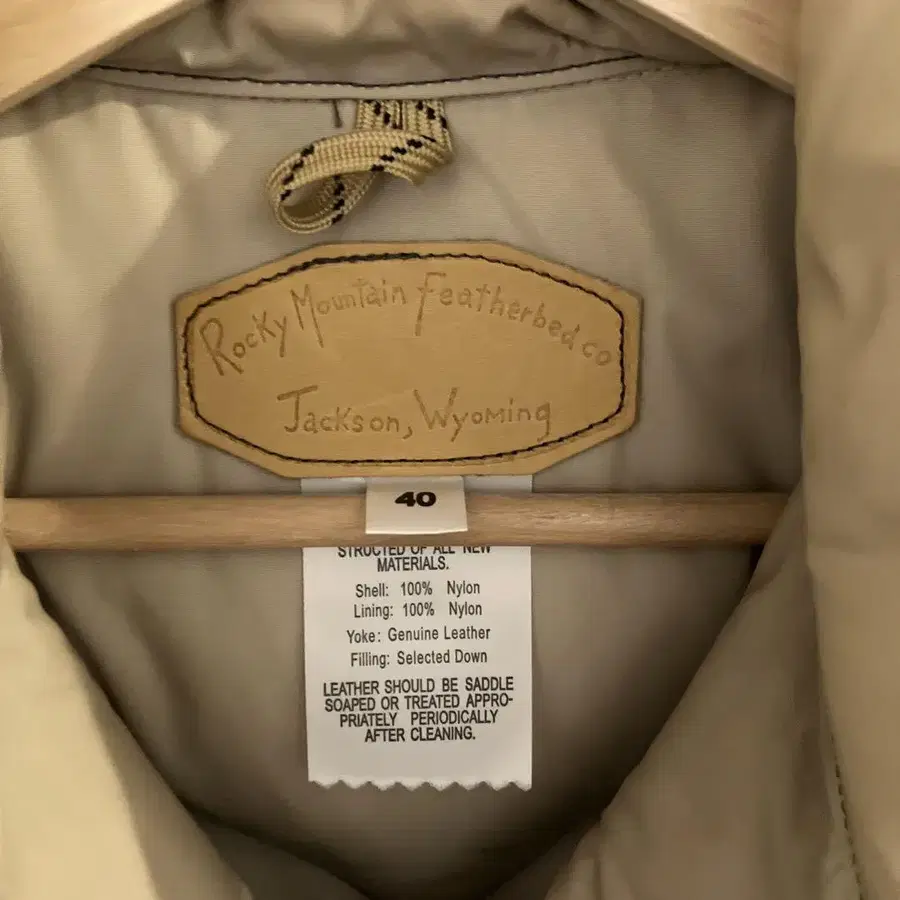 Rocky Mountain Featherbed co
Jackson, Wyoming
40
STRUCTED OF ALL NEW
MATERIALS.
Shell: 100% Nylon
Lining: 100% Nylon
Yoke: Genuine Leather
Filling: Selected Down
LEATHER SHOULD BE SADDLE
SOAPED OR TREATED APPRO-
PRIATELY PERIODICALLY
AFTER CLEANING.